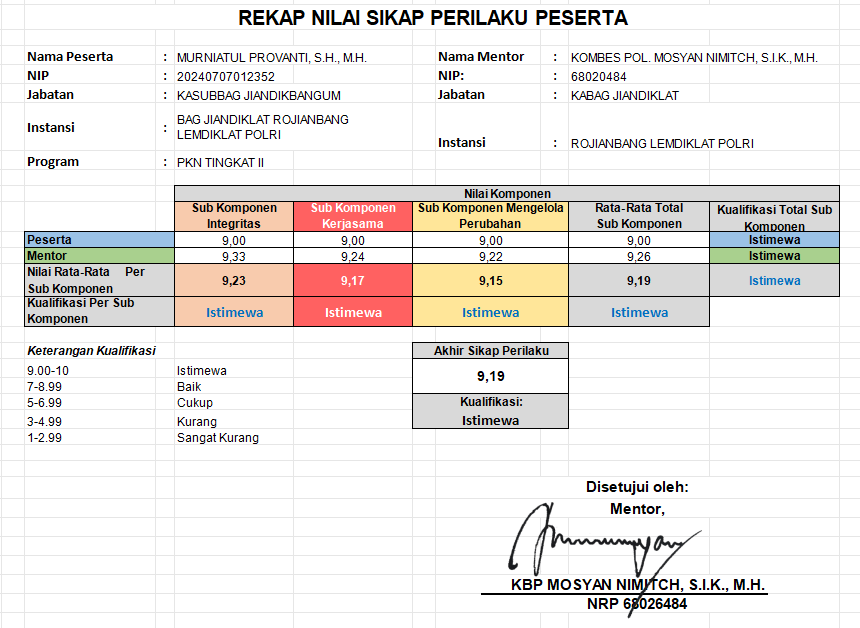 REKAP NILAI SIKAP PERILAKU PESERTA
Nama Peserta : MURNIATUL PROVANTI, S.H., M.H. Nama Mentor : KOMBES POL. MOSYAN NIMITCH, S.I.K., M.H.
NIP : 20240707012352 NIP: : 68020484
Jabatan : KASUBBAG JIANDIKBANGUM Jabatan : KABAG JIANDIKLAT
Instansi : BAG JIANDIKLAT ROJIANBANG
LEMDIKLAT POLRI
Instansi : ROJIANBANG LEMDIKLAT POLRI
Program : PKN TINGKAT II
Nilai Komponen
Sub Komponen Integritas Sub Komponen Kerjasama Sub Komponen Mengelola Perubahan Rata-Rata Total Sub Komponen Kualifikasi Total Sub Komponen
Peserta 9,00 9,00 9,00 9,00 Istimewa
Mentor 9,33 9,24 9,22 9,26 Istimewa
Nilai Rata-Rata Per Sub Komponen 9,23 9,17 9,15 9,19 Istimewa
Kualifikasi Per Sub Komponen Istimewa Istimewa Istimewa Istimewa
Keterangan Kualifikasi
9.00-10 Istimewa
7-8.99 Baik
5-6.99 Cukup
3-4.99 Kurang
1-2.99 Sangat Kurang
Akhir Sikap Perilaku
9,19
Kualifikasi:
Istimewa
Disetujui oleh:
Mentor,
KBP MOSYAN NIMITCH, S.I.K., M.H.
NRP 68026484